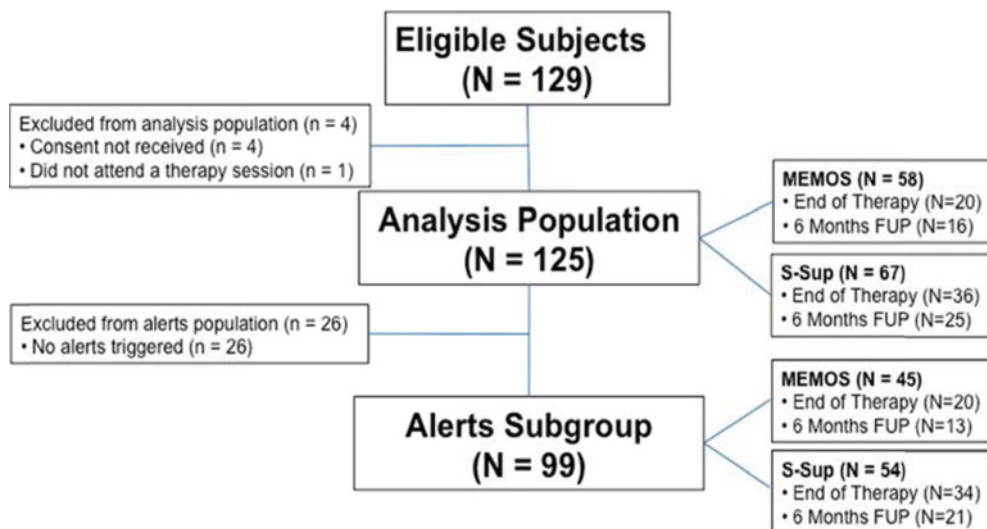 Eligible Subjects
(N = 129)
Excluded from analysis population (n = 4)
• Consent not received (n = 4)
• Did not attend a therapy session (n = 1)
Analysis Population
(N = 125)
MEMOS (N = 58)
• End of Therapy (N=20)
• 6 Months FUP (N=16)
S-Sup (N = 67)
• End of Therapy (N=36)
• 6 Months FUP (N=25)
Excluded from alerts population (n = 26)
• No alerts triggered (n = 26)
Alerts Subgroup
(N = 99)
MEMOS (N = 45)
• End of Therapy (N=20)
• 6 Months FUP (N=13)
S-Sup (N = 54)
• End of Therapy (N=34)
• 6 Months FUP (N=21)